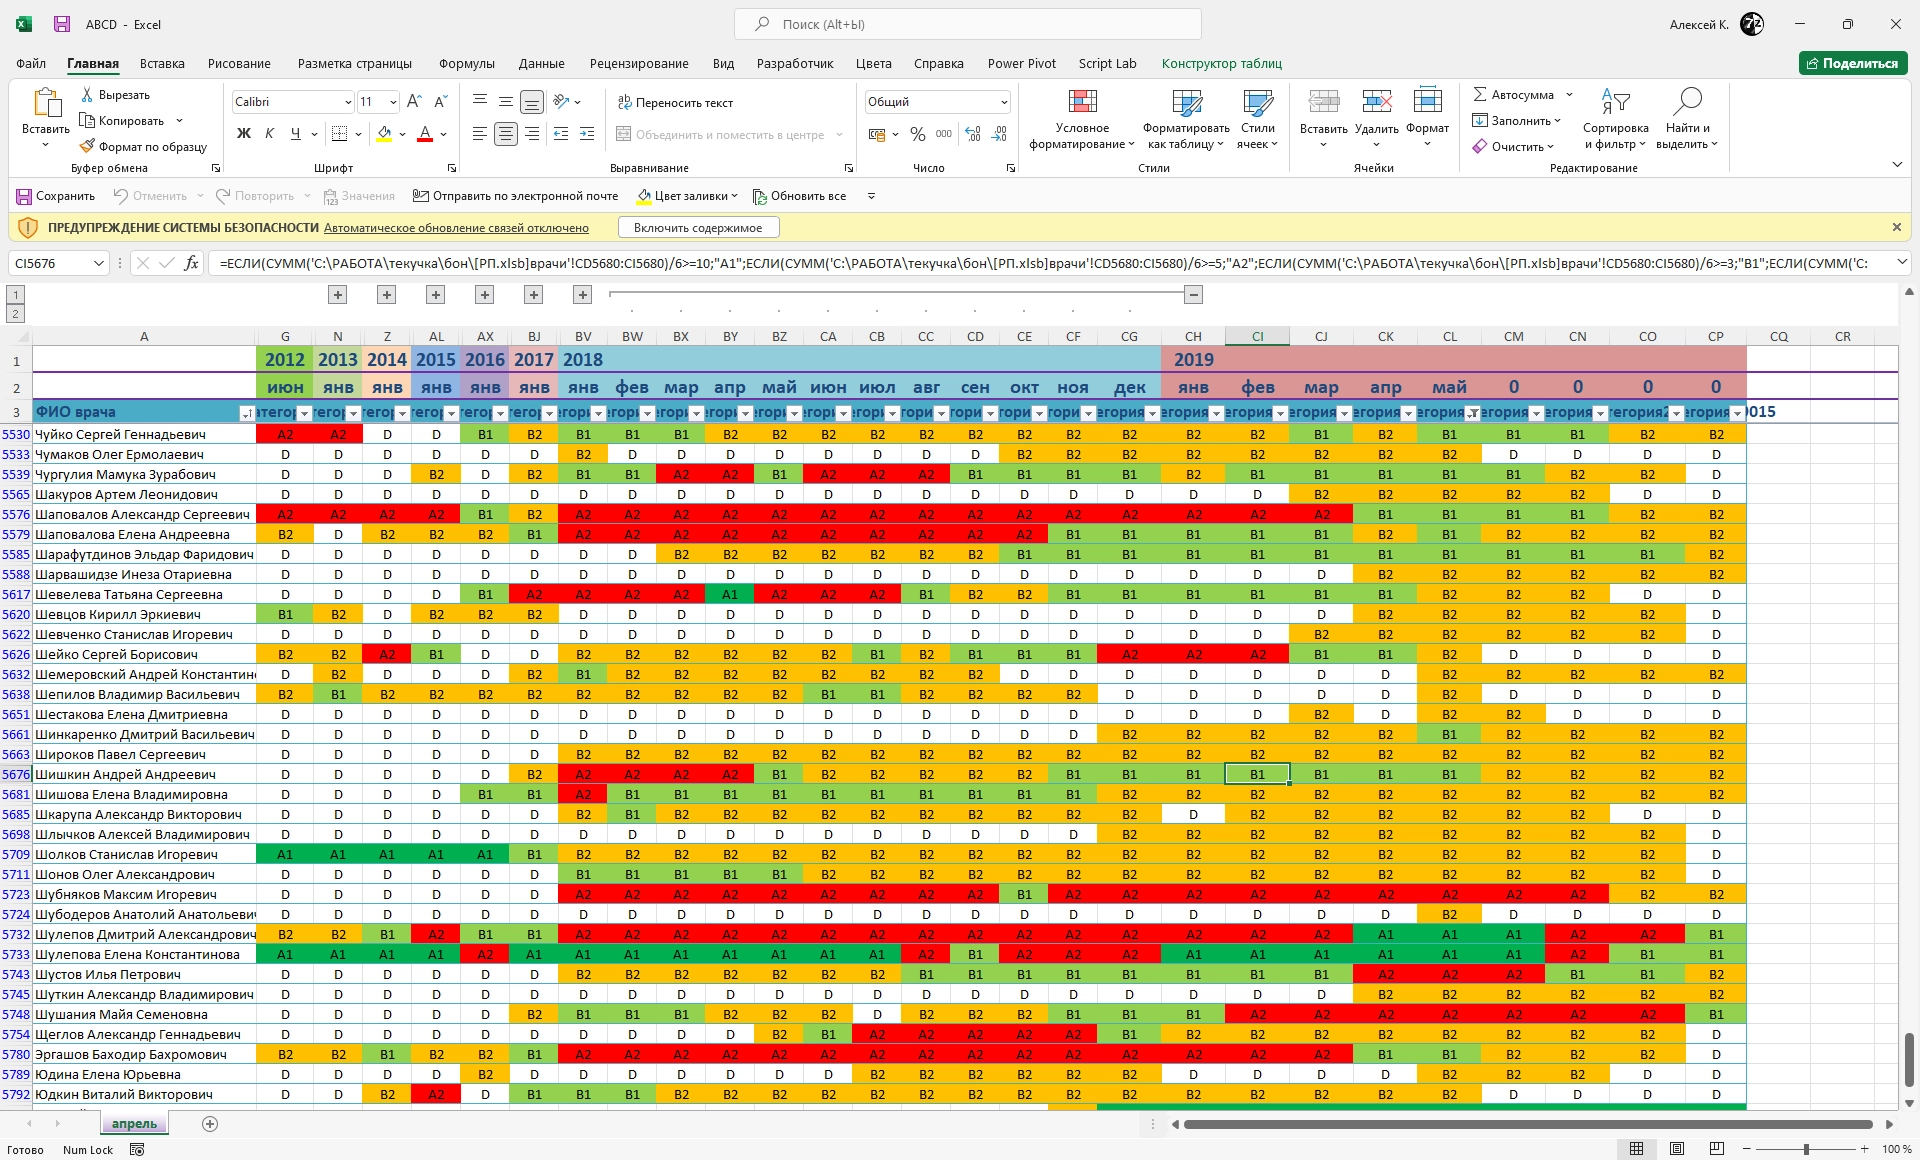 ABCD - Excel
Поиск (Alt+Ы)
Алексей К.
Файл Главная Вставка Рисование Разметка страницы Формулы Данные Рецензирование Вид Разработчик Цвета Справка Power Pivot Script Lab Конструктор таблиц Поделиться
Вставить
Вырезать
Копировать
Формат по образцу
Буфер обмена
Calibri 11
Ж К Ч
Шрифт
Переносить текст
Объединить и поместить в центре
Выравнивание
Общий
Число
Условное форматирование
Форматировать как таблицу
Стили ячеек
Стили
Вставить Удалить Формат
Ячейки
Автосумма
Заполнить
Очистить
Сортировка и фильтр
Найти и выделить
Редактирование
Сохранить Отменить Повторить Значения Отправить по электронной почте Цвет заливки Обновить все
ПРЕДУПРЕЖДЕНИЕ СИСТЕМЫ БЕЗОПАСНОСТИ Автоматическое обновление связей отключено Включить содержимое
CI5676 fx =ЕСЛИ(СУММ('C:\РАБОТА\текучка\бон\[РП.xlsb]врачи'!CD5680:CI5680)/6>=10;"A1";ЕСЛИ(СУММ('C:\РАБОТА\текучка\бон\[РП.xlsb]врачи'!CD5680:CI5680)/6>=5;"A2";ЕСЛИ(СУММ('C:\РАБОТА\текучка\бон\[РП.xlsb]врачи'!CD5680:CI5680)/6>=3;"B1";ЕСЛИ(СУММ('C:
1
2
A G N Z AL AX BJ BV BW BX BY BZ CA CB CC CD CE CF CG CH CI CJ CK CL CM CN CO CP CQ CR
1 2012 2013 2014 2015 2016 2017 2018 2019
2 июн янв янв янв янв янв янв фев мар апр май июн июл авг сен окт ноя дек янв фев мар апр май 0 0 0 0
3 ФИО врача
5530 Чуйко Сергей Геннадьевич A2 A2 D D B1 B2 B1 B1 B1 B2 B2 B2 B2 B2 B2 B2 B2 B2 B2 B2 B1 B2 B1 B1 B1 B2 B2
5533 Чумаков Олег Ермолаевич D D D D D D B2 D D D D D D D D B2 B2 B2 B2 B2 B2 B2 B2 D D D D
5539 Чургулия Мамука Зурабович D D D B2 D B2 B1 B1 A2 A2 B1 A2 A2 A2 B1 B1 B1 B1 B2 B1 B1 B1 B1 B1 B2 B2 D
5565 Шакуров Артем Леонидович D D D D D D D D D D D D D D D D D D D D B2 B2 B2 B2 B2 D D
5576 Шаповалов Александр Сергеевич A2 A2 A2 A2 B1 B2 A2 A2 A2 A2 A2 A2 A2 A2 A2 A2 A2 A2 A2 A2 A2 B1 B1 B1 B1 B2 B2
5579 Шаповалова Елена Андреевна B2 D B2 B2 B2 B1 A2 A2 A2 A2 A2 A2 A2 A2 A2 A2 B1 B1 B1 B1 B1 B2 B1 B2 B2 B2 B2
5585 Шарафутдинов Эльдар Фаридович D D D D D D D D B2 B2 B2 B2 B2 B2 B2 B1 B1 B1 B1 B1 B1 B1 B1 B1 B1 B1 B2
5588 Шарвашидзе Инеза Отариевна D D D D D D D D D D D D D D D D D D D D D B2 B2 B2 B2 B2 B2
5617 Шевелева Татьяна Сергеевна D D D D B1 A2 A2 A2 A2 A1 A2 A2 A2 B1 B2 B2 B1 B1 B1 B1 B1 B1 B2 B2 B2 D D
5620 Шевцов Кирилл Эркиевич B1 B2 D B2 B2 B2 D D D D D D D D D D D D D D D B2 B2 B2 B2 B2 D
5622 Шевченко Станислав Игоревич D D D D D D D D D D D D D D D D D D D D B2 B2 B2 B2 B2 B2 D
5626 Шейко Сергей Борисович B2 B2 A2 B1 D D B2 B2 B2 B2 B2 B2 B1 B2 B1 B1 B1 A2 A2 A2 B1 B1 B2 D D D D
5632 Шемеровский Андрей Константин D B2 D D D B2 B1 B2 B2 B2 B2 B2 B2 B2 B2 D D D D D D D B2 B2 B2 B2 B2
5638 Шепилов Владимир Васильевич B2 B1 B2 B2 B2 B2 B2 B2 B2 B2 B2 B1 B1 B2 B2 B2 B2 D D D D D B2 D D D D
5651 Шестакова Елена Дмитриевна D D D D D D D D D D D D D D D D D D D D B2 D B2 B2 D D D
5661 Шинкаренко Дмитрий Васильевич D D D D D D D D D D D D D D D D D B2 B2 B2 B2 B2 B1 B2 B2 B2 B2
5663 Широков Павел Сергеевич D D D D D D B2 B2 B2 B2 B2 B2 B2 B2 B2 B2 B2 B2 B2 B2 B2 B2 B2 B2 B2 B2 B2
5676 Шишкин Андрей Андреевич D D D D D B2 A2 A2 A2 A2 B1 B2 B2 B2 B2 B2 B1 B1 B1 B1 B1 B1 B1 B2 B2 B2 B2
5681 Шишова Елена Владимировна D D D D B1 B1 A2 B1 B1 B1 B1 B1 B1 B1 B1 B1 B1 B2 B2 B2 B2 B2 B2 B2 B2 B2 B2
5685 Шкарупа Александр Викторович D D D D D D B2 B1 B2 B2 B2 B2 B2 B2 B2 B2 B2 B2 D B2 B2 B2 B2 B2 B2 D D
5698 Шлычков Алексей Владимирович D D D D D D D D D D D D D D D D D B2 B2 B2 B2 B2 B2 B2 B2 B2 D
5709 Шолков Станислав Игоревич A1 A1 A1 A1 A1 B1 B2 B2 B2 B2 B2 B2 B2 B2 B2 B2 B2 B2 B2 B2 B2 B2 B2 B2 B2 B2 D
5711 Шонов Олег Александрович D D D D D D B1 B1 B1 B1 B1 B2 B2 B2 B2 B2 B2 B2 B2 B2 B2 B2 B2 B2 B2 B2 D
5723 Шубняков Максим Игоревич D D D D D D A2 A2 A2 A2 A2 A2 A2 A2 A2 B1 A2 A2 A2 A2 A2 A2 A2 A2 A2 B2 B2
5724 Шубодеров Анатолий Анатольеви D D D D D D D D D D D D D D D D D D D D D D B2 D D D D
5732 Шулепов Дмитрий Александрович B2 B2 B1 A2 B1 B1 A2 A2 A2 A2 A2 A2 A2 A2 A2 A2 A2 A2 A2 A2 A2 A1 A1 A1 A2 A2 B1
5733 Шулепова Елена Константинова A1 A1 A1 A1 A2 A1 A1 A1 A1 A1 A1 A1 A1 A2 B1 A2 A2 A2 A1 A1 A1 A1 A1 A1 A2 B1 B1
5743 Шустов Илья Петрович D D D D D D B2 B2 B2 B2 B2 B2 B2 B1 B1 B1 B1 B1 B1 B1 B1 A2 A2 A2 B1 B1 B2
5745 Шуткин Александр Владимирович D D D D D D D D D D D D D D D D D D D D D B2 B2 B2 B2 B2 B2
5748 Шушания Майя Семеновна D D D D D B2 B1 B1 B1 B2 B2 B2 D B2 B2 B2 B1 B1 B1 A2 A2 A2 A2 A2 A2 A2 B1
5754 Щеглов Александр Геннадьевич D D D D D D D D D D B2 B1 A2 A2 A2 A2 A2 B1 B2 B2 B2 B2 B2 B2 B2 B2 D
5780 Эргашов Баходир Бахромович B2 B2 B1 B2 B2 B1 A2 A2 A2 A2 A2 A2 A2 A2 A2 A2 A2 A2 A2 A2 A2 B1 B1 B2 B2 B2 D
5789 Юдина Елена Юрьевна D D D D B2 D D D D D D D B2 B2 B2 B2 B2 B2 D D D D B2 B2 B2 D D
5792 Юдкин Виталий Викторович D D B2 A2 D B1 B1 B1 B2 B2 B2 B2 B2 B2 B2 B2 B2 B2 B2 B2 B2 B2 B2 D D D D
апрель
Готово Num Lock 100 %